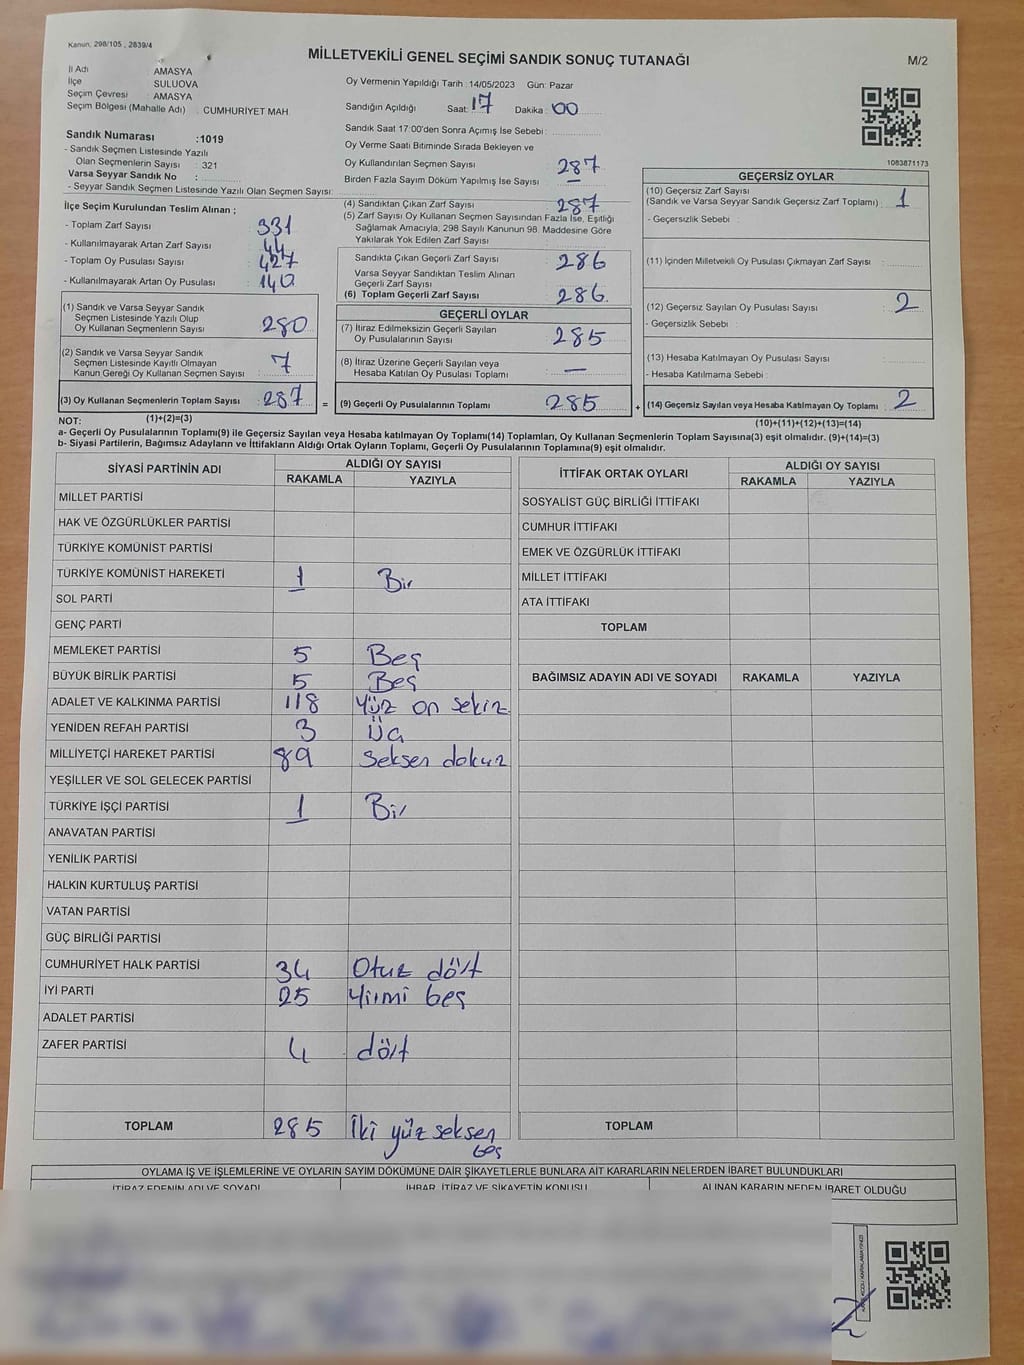 Kanun, 298/105 , 2839/4
MİLLETVEKİLİ GENEL SEÇİMİ SANDIK SONUÇ TUTANAĞI
M/2
İl Adı AMASYA
İlçe SULUOVA
Seçim Çevresi : AMASYA
Seçim Bölgesi (Mahalle Adı) : CUMHURİYET MAH
Sandık Numarası :1019
- Sandık Seçmen Listesinde Yazılı
Olan Seçmenlerin Sayısı : 321
Varsa Seyyar Sandık No :
- Seyyar Sandık Seçmen Listesinde Yazılı Olan Seçmen Sayısı:
İlçe Seçim Kurulundan Teslim Alınan ;
- Toplam Zarf Sayısı : 331
- Kullanılmayarak Artan Zarf Sayısı : 44
- Toplam Oy Pusulası Sayısı : 427
- Kullanılmayarak Artan Oy Pusulası : 140
(1) Sandık ve Varsa Seyyar Sandık
Seçmen Listesinde Yazılı Olup
Oy Kullanan Seçmenlerin Sayısı : 280
(2) Sandık ve Varsa Seyyar Sandık
Seçmen Listesinde Kayıtlı Olmayan
Kanun Gereği Oy Kullanan Seçmen Sayısı : 7
(3) Oy Kullanan Seçmenlerin Toplam Sayısı : 287 =
(1)+(2)=(3)
Oy Vermenin Yapıldığı Tarih : 14/05/2023 Gün: Pazar
Sandığın Açıldığı Saat: 17 Dakika : 00
Sandık Saat 17:00'den Sonra Açımış İse Sebebi :
Oy Verme Saati Bitiminde Sırada Bekleyen ve
Oy Kullandırılan Seçmen Sayısı : 287
Birden Fazla Sayım Döküm Yapılmış İse Sayısı : —
(4) Sandıktan Çıkan Zarf Sayısı : 287
(5) Zarf Sayısı Oy Kullanan Seçmen Sayısından Fazla İse, Eşitliği
Sağlamak Amacıyla, 298 Sayılı Kanunun 98. Maddesine Göre
Yakılarak Yok Edilen Zarf Sayısı :
Sandıkta Çıkan Geçerli Zarf Sayısı : 286
Varsa Seyyar Sandıktan Teslim Alınan
Geçerli Zarf Sayısı :
(6) Toplam Geçerli Zarf Sayısı : 286
GEÇERLİ OYLAR
(7) İtiraz Edilmeksizin Geçerli Sayılan
Oy Pusulalarının Sayısı : 285
(8) İtiraz Üzerine Geçerli Sayılan veya
Hesaba Katılan Oy Pusulası Toplamı : —
(9) Geçerli Oy Pusulalarının Toplamı : 285 +
1083871173
GEÇERSİZ OYLAR
(10) Geçersiz Zarf Sayısı
(Sandık ve Varsa Seyyar Sandık Geçersiz Zarf Toplamı) : 1
- Geçersizlik Sebebi :
(11) İçinden Milletvekili Oy Pusulası Çıkmayan Zarf Sayısı :
(12) Geçersiz Sayılan Oy Pusulası Sayısı : 2
- Geçersizlik Sebebi :
(13) Hesaba Katılmayan Oy Pusulası Sayısı :
- Hesaba Katılmama Sebebi :
(14) Geçersiz Sayılan veya Hesaba Katılmayan Oy Toplamı : 2
(10)+(11)+(12)+(13)=(14)
NOT:
a- Geçerli Oy Pusulalarının Toplamı(9) ile Geçersiz Sayılan veya Hesaba katılmayan Oy Toplamı(14) Toplamları, Oy Kullanan Seçmenlerin Toplam Sayısına(3) eşit olmalıdır. (9)+(14)=(3)
b- Siyasi Partilerin, Bağımsız Adayların ve İttifakların Aldığı Ortak Oyların Toplamı, Geçerli Oy Pusulalarının Toplamına(9) eşit olmalıdır.
SİYASİ PARTİNİN ADI ALDIĞI OY SAYISI
RAKAMLA YAZIYLA
MİLLET PARTİSİ
HAK VE ÖZGÜRLÜKLER PARTİSİ
TÜRKİYE KOMÜNİST PARTİSİ
TÜRKİYE KOMÜNİST HAREKETİ 1 Bir
SOL PARTİ
GENÇ PARTİ
MEMLEKET PARTİSİ 5 Beş
BÜYÜK BİRLİK PARTİSİ 5 Beş
ADALET VE KALKINMA PARTİSİ 118 Yüz on sekiz
YENİDEN REFAH PARTİSİ 3 Üç
MİLLİYETÇİ HAREKET PARTİSİ 89 Seksen dokuz
YEŞİLLER VE SOL GELECEK PARTİSİ
TÜRKİYE İŞÇİ PARTİSİ 1 Bir
ANAVATAN PARTİSİ
YENİLİK PARTİSİ
HALKIN KURTULUŞ PARTİSİ
VATAN PARTİSİ
GÜÇ BİRLİĞİ PARTİSİ
CUMHURİYET HALK PARTİSİ 34 Otuz dört
İYİ PARTİ 25 Yirmi beş
ADALET PARTİSİ
ZAFER PARTİSİ 4 dört
TOPLAM 285 İki yüz seksen
beş
İTTİFAK ORTAK OYLARI ALDIĞI OY SAYISI
RAKAMLA YAZIYLA
SOSYALİST GÜÇ BİRLİĞİ İTTİFAKI
CUMHUR İTTİFAKI
EMEK VE ÖZGÜRLÜK İTTİFAKI
MİLLET İTTİFAKI
ATA İTTİFAKI
TOPLAM
BAĞIMSIZ ADAYIN ADI VE SOYADI RAKAMLA YAZIYLA
TOPLAM
OYLAMA İŞ VE İŞLEMLERİNE VE OYLARIN SAYIM DÖKÜMÜNE DAİR ŞİKAYETLERLE BUNLARA AİT KARARLARIN NELERDEN İBARET BULUNDUKLARI
İTİRAZ EDENİN ADI VE SOYADI İHBAR, İTİRAZ VE ŞİKAYETİN KONUSU ALINAN KARARIN NEDEN İBARET OLDUĞU